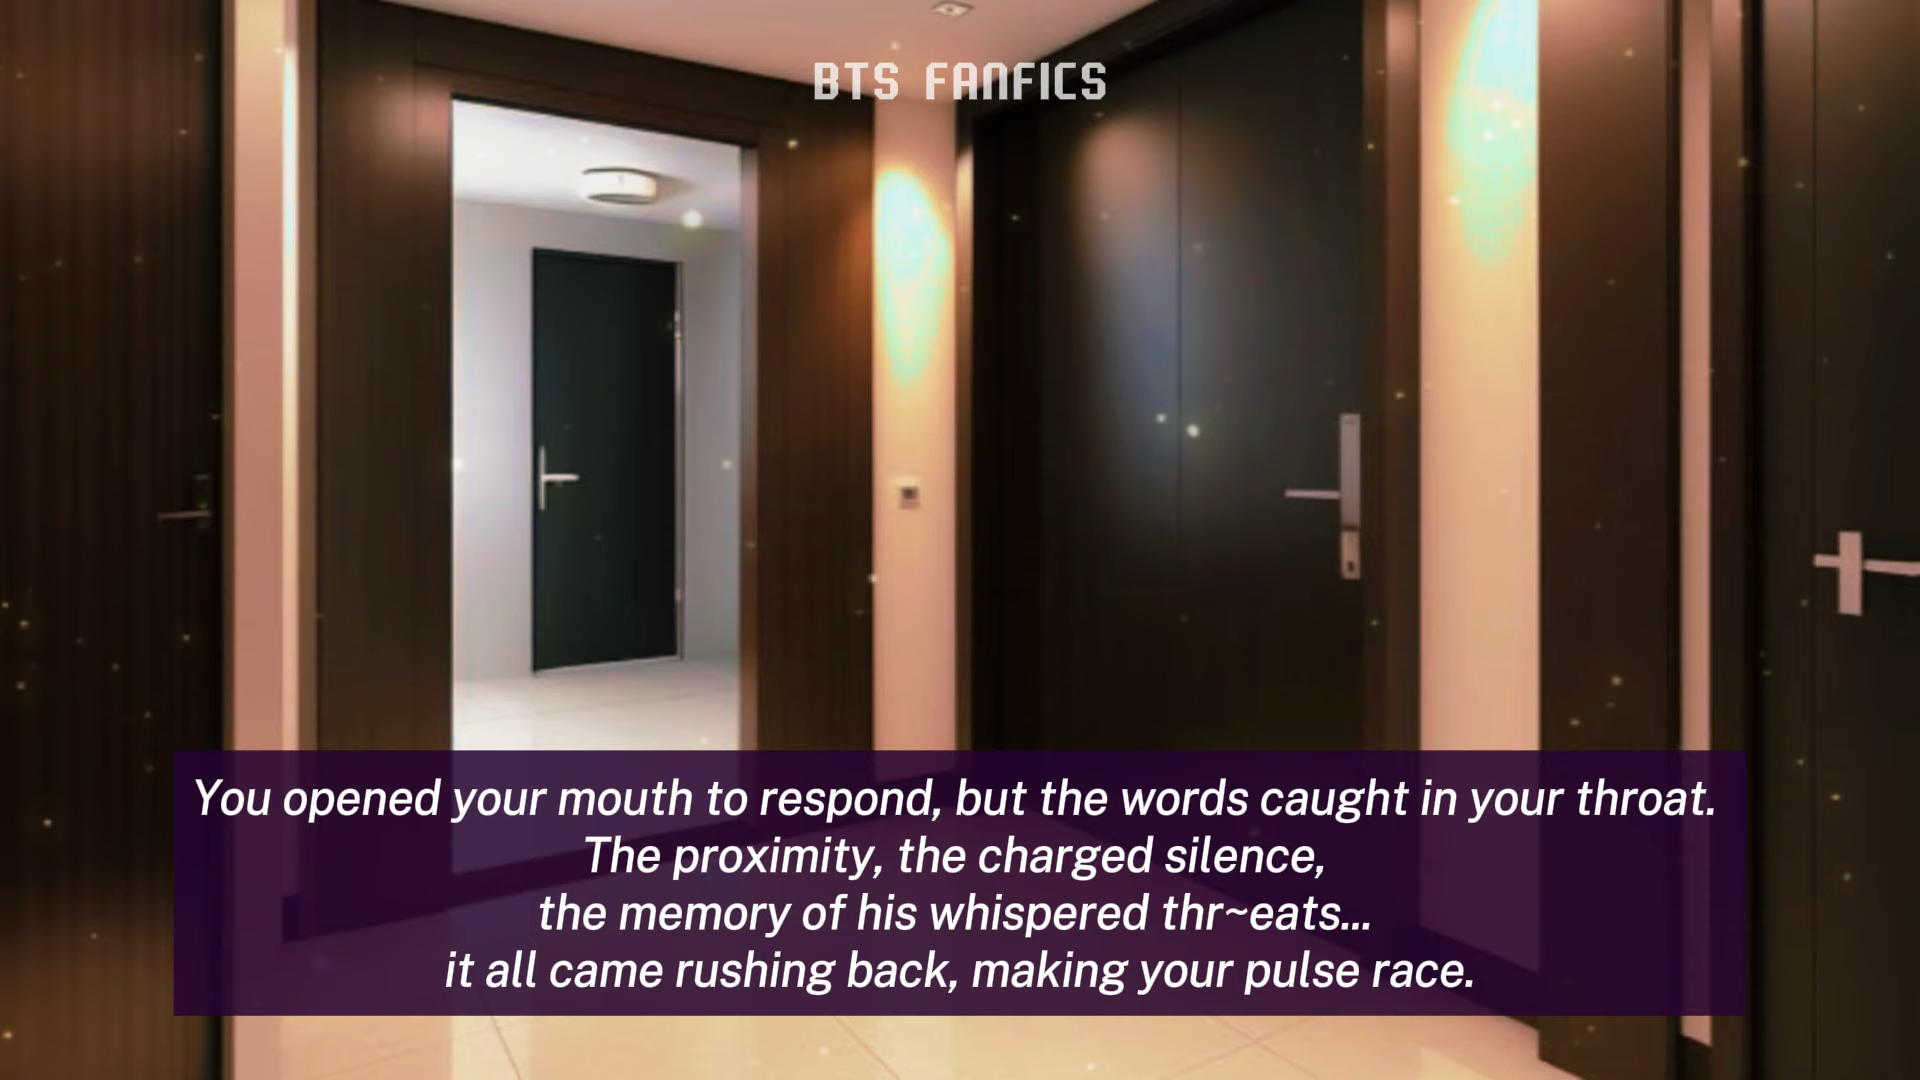 BTS FANFICS
You opened your mouth to respond, but the words caught in your throat.
The proximity, the charged silence,
the memory of his whispered thr~eats...
it all came rushing back, making your pulse race.